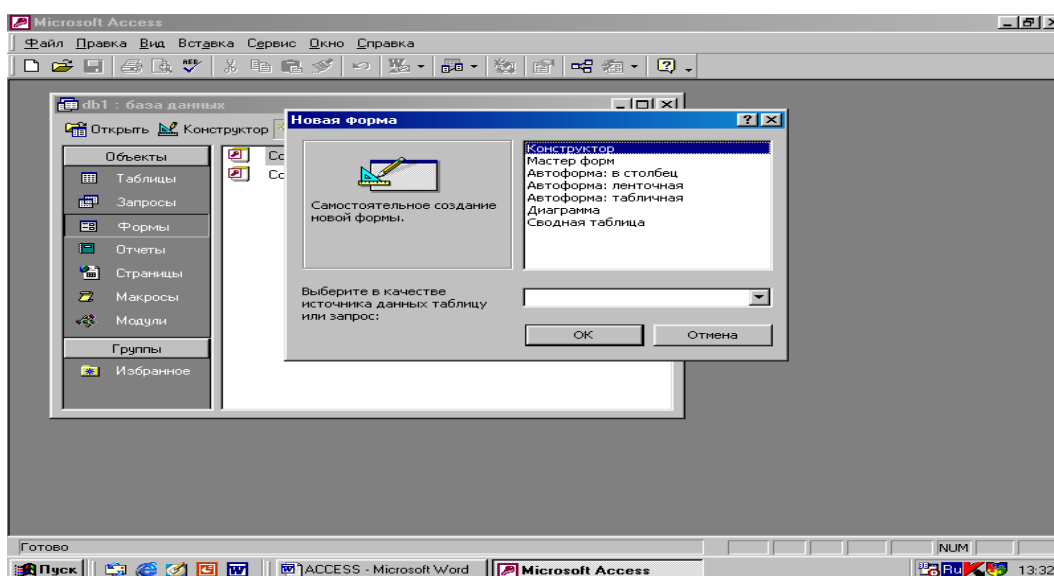 Microsoft Access
Файл Правка Вид Вставка Сервис Окно Справка
db1 : база данных
Открыть Конструктор
Объекты
Таблицы
Запросы
Формы
Отчеты
Страницы
Макросы
Модули
Группы
Избранное
Новая форма
Самостоятельное создание
новой формы.
Конструктор
Мастер форм
Автоформа: в столбец
Автоформа: ленточная
Автоформа: табличная
Диаграмма
Сводная таблица
Выберите в качестве
источника данных таблицу
или запрос:
ОК Отмена
Готово NUM
Пуск ACCESS - Microsoft Word Microsoft Access Ru 13:32